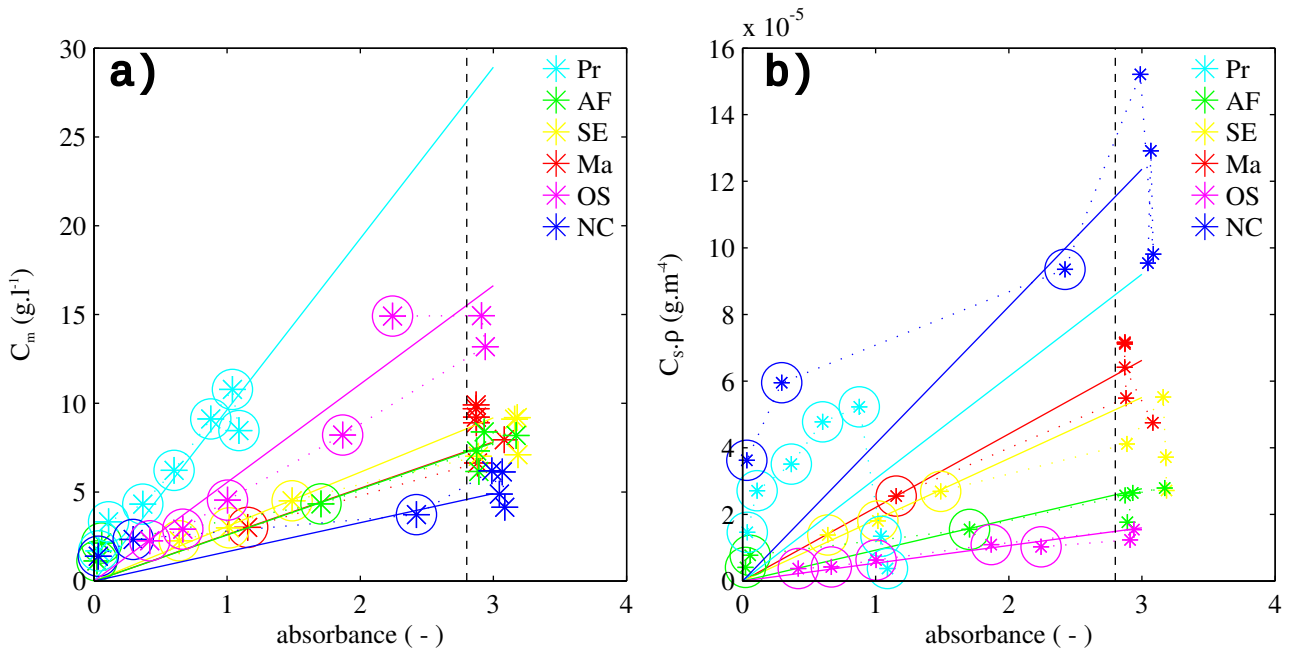 a)
30
25
20
15
10
5
0
C_m (g.l^-1)
Pr
AF
SE
Ma
OS
NC
0 1 2 3 4
absorbance ( - )
x 10^-5
b)
16
14
12
10
8
6
4
2
0
C_s.ρ (g.m^-4)
Pr
AF
SE
Ma
OS
NC
0 1 2 3 4
absorbance ( - )